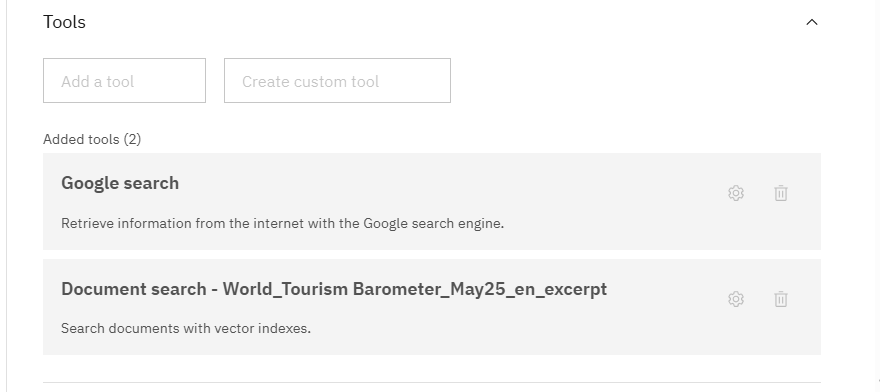 Tools
Add a tool
Create custom tool
Added tools (2)
Google search
Retrieve information from the internet with the Google search engine.
Document search - World_Tourism Barometer_May25_en_excerpt
Search documents with vector indexes.